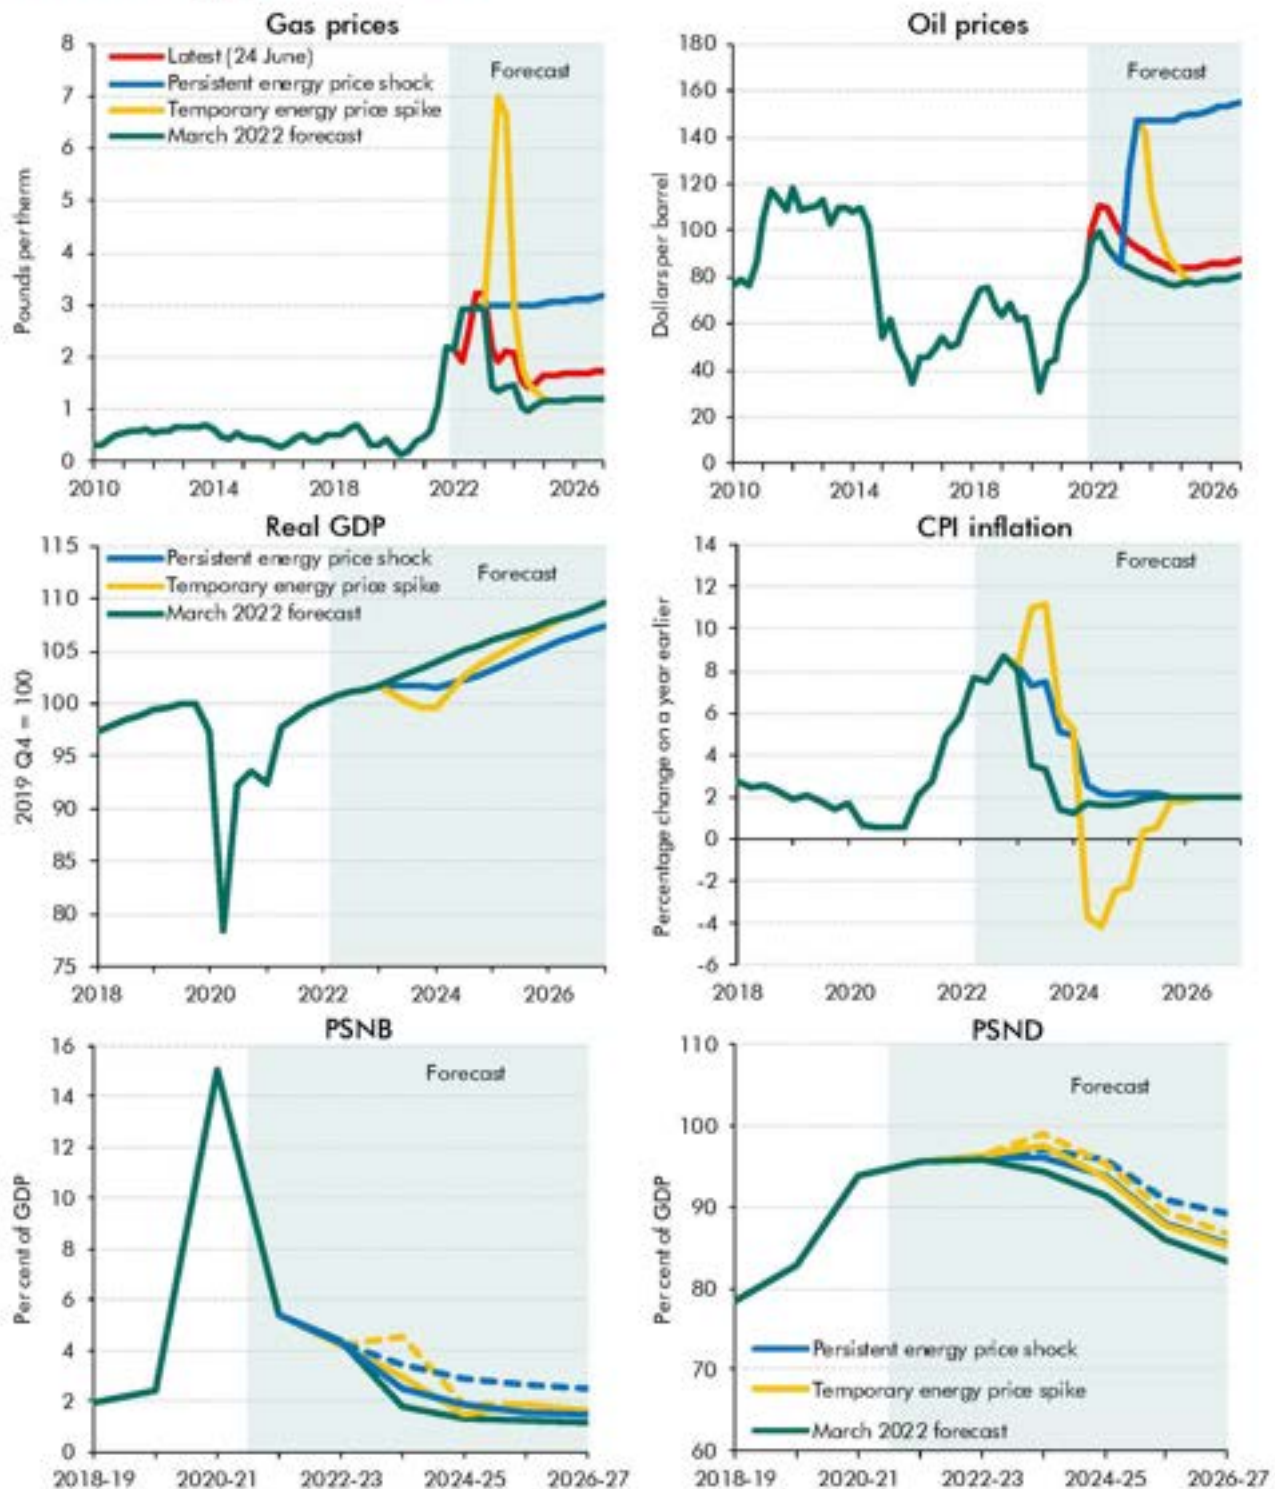 Gas prices
8
7
6
5
4
3
2
1
0
Pounds per therm
Latest (24 June)
Persistent energy price shock
Temporary energy price spike
March 2022 forecast
Forecast
2010 2014 2018 2022 2026
Oil prices
180
160
140
120
100
80
60
40
20
0
Dollars per barrel
Forecast
2010 2014 2018 2022 2026
Real GDP
115
110
105
100
95
90
85
80
75
2019 Q4 = 100
Persistent energy price shock
Temporary energy price spike
March 2022 forecast
Forecast
2018 2020 2022 2024 2026
CPI inflation
14
12
10
8
6
4
2
0
-2
-4
-6
Percentage change on a year earlier
Forecast
2018 2020 2022 2024 2026
PSNB
16
14
12
10
8
6
4
2
0
Per cent of GDP
Forecast
2018-19 2020-21 2022-23 2024-25 2026-27
PSND
110
100
90
80
70
60
Per cent of GDP
Forecast
Persistent energy price shock
Temporary energy price spike
March 2022 forecast
2018-19 2020-21 2022-23 2024-25 2026-27